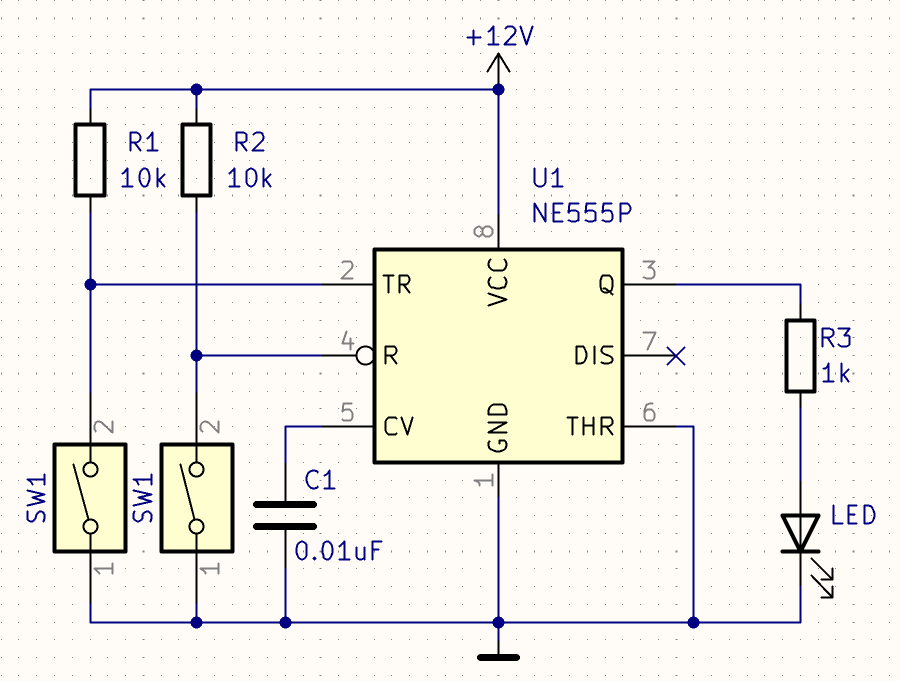 +12V
R1
10k
R2
10k
U1
NE555P
8
2
TR
VCC
Q
3
4
R
DIS
7
5
CV
GND
THR
6
1
R3
1k
2
SW1
1
2
SW1
1
C1
0.01uF
LED